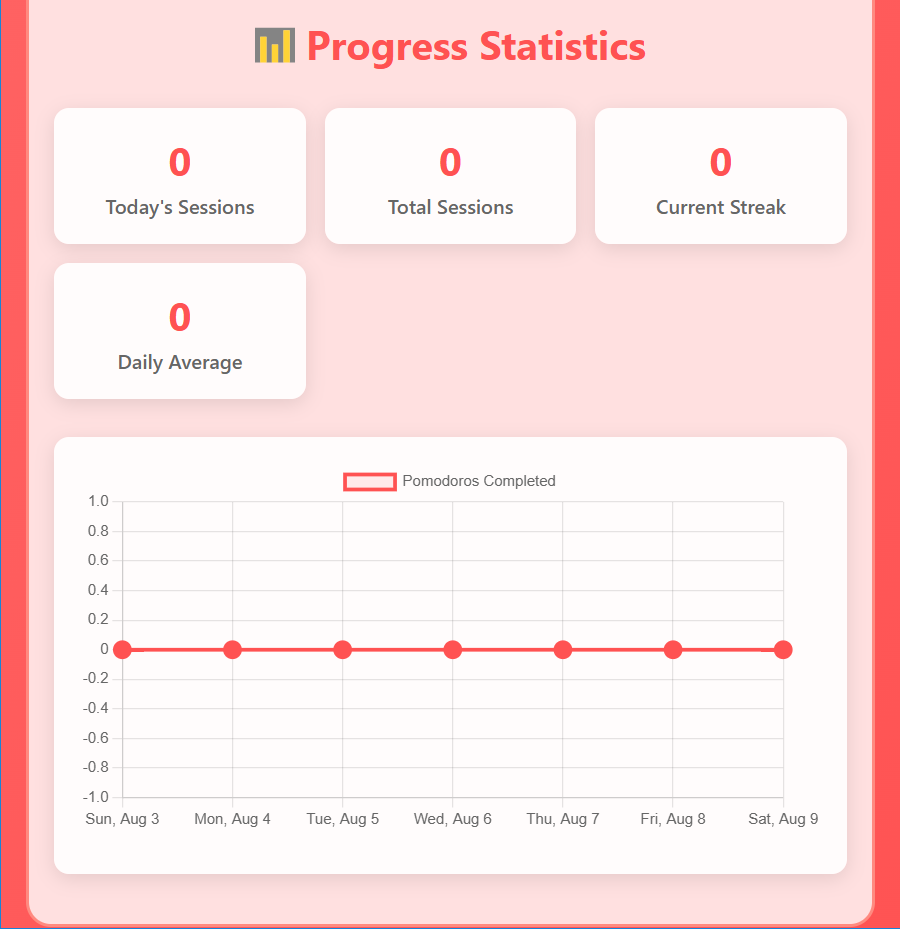 Progress Statistics
0
Today's Sessions
0
Total Sessions
0
Current Streak
0
Daily Average
Pomodoros Completed
1.0
0.8
0.6
0.4
0.2
0
-0.2
-0.4
-0.6
-0.8
-1.0
Sun, Aug 3
Mon, Aug 4
Tue, Aug 5
Wed, Aug 6
Thu, Aug 7
Fri, Aug 8
Sat, Aug 9